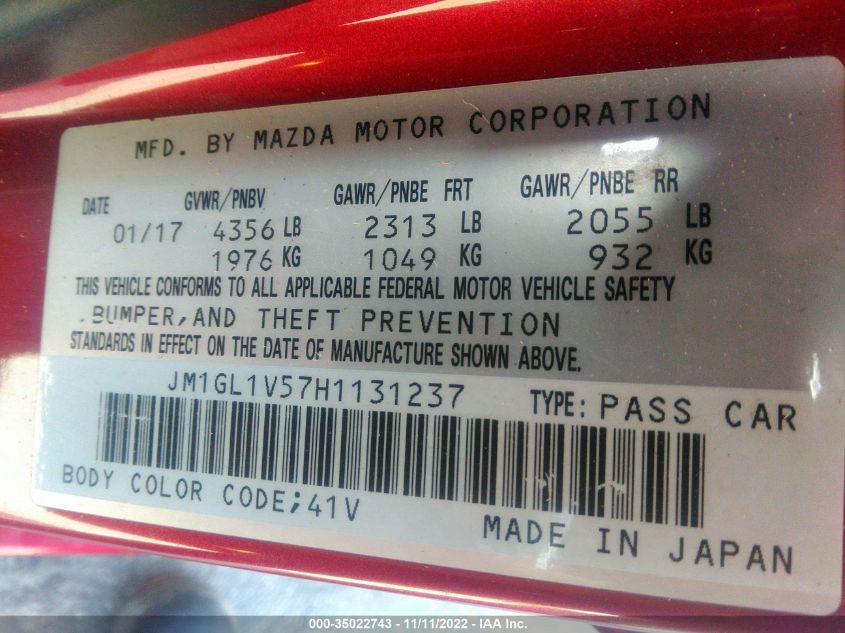 MFD. BY MAZDA MOTOR CORPORATION
DATE GVWR/PNBV GAWR/PNBE FRT GAWR/PNBE RR
01/17 4356 LB 2313 LB 2055 LB
1976 KG 1049 KG 932 KG
THIS VEHICLE CONFORMS TO ALL APPLICABLE FEDERAL MOTOR VEHICLE SAFETY
,BUMPER,AND THEFT PREVENTION
STANDARDS IN EFFECT ON THE DATE OF MANUFACTURE SHOWN ABOVE.
JM1GL1V57H1131237 TYPE: PASS CAR
BODY COLOR CODE;41V
MADE IN JAPAN
000-35022743 - 11/11/2022 - IAA Inc.